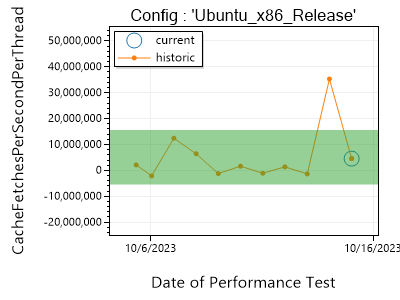 Config : 'Ubuntu_x86_Release'
current
historic
50,000,000
40,000,000
30,000,000
20,000,000
10,000,000
0
-10,000,000
-20,000,000
CacheFetchesPerSecondPerThread
10/6/2023
10/16/2023
Date of Performance Test